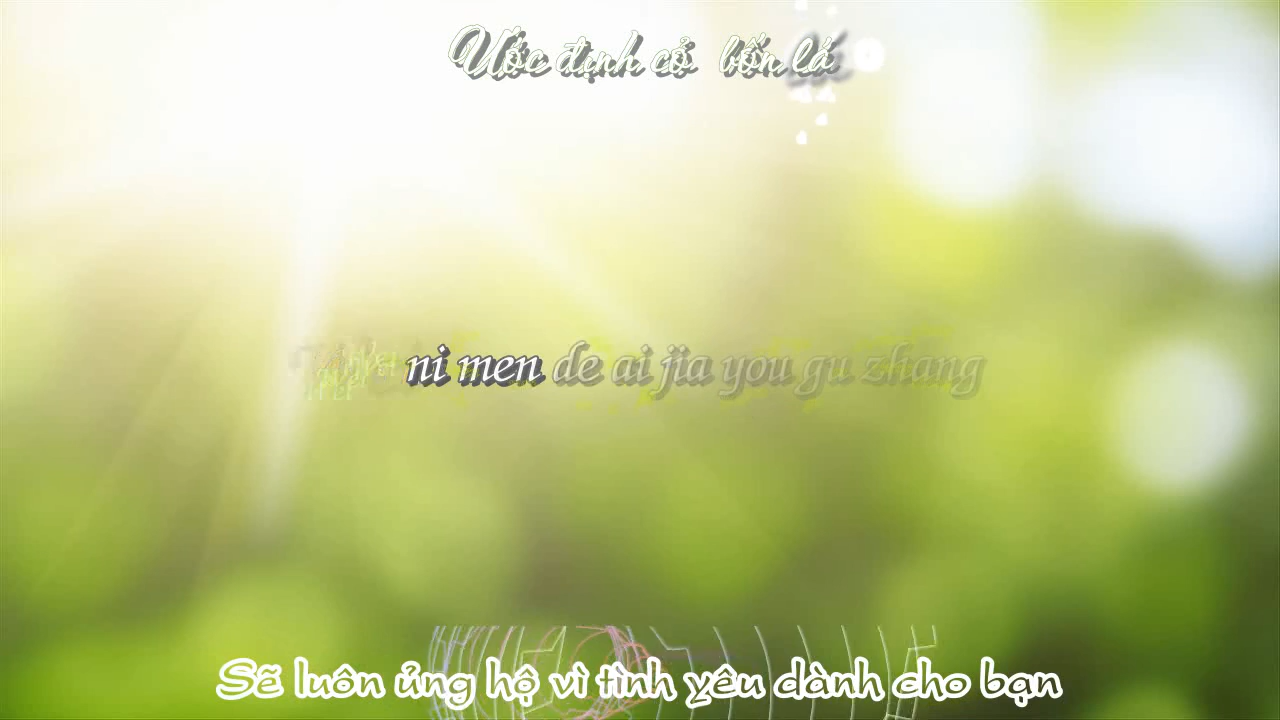 Ước định cỏ bốn lá
ni men de ai jia you gu zhang
Sẽ luôn ủng hộ vì tình yêu dành cho bạn